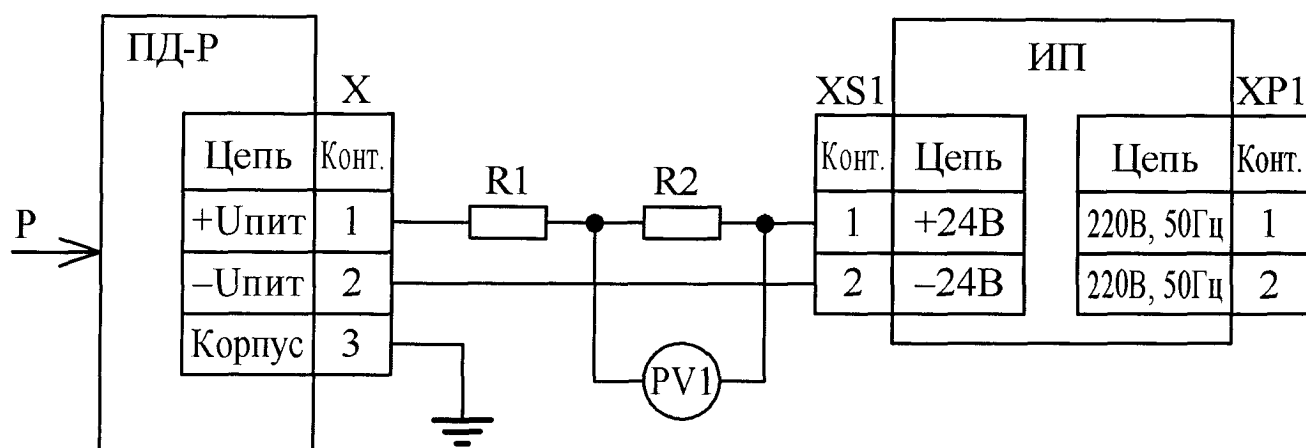 ПД-Р
ИП
X
XS1
XP1
Цепь Конт.
Конт. Цепь
Цепь Конт.
R1
R2
P
+Uпит 1
1 +24В
220В, 50Гц 1
–Uпит 2
2 –24В
220В, 50Гц 2
Корпус 3
PV1